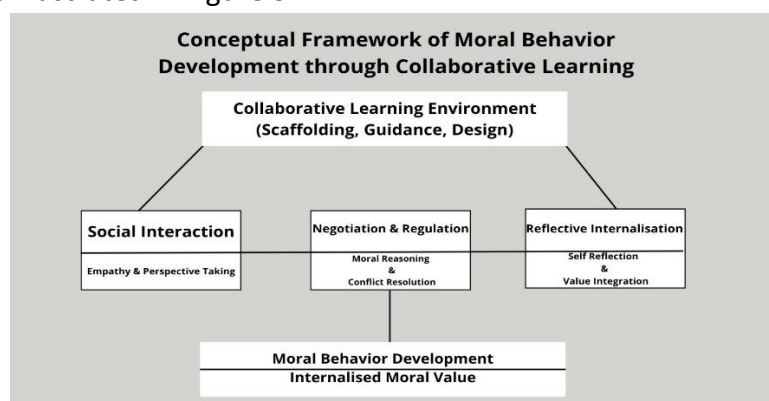 Conceptual Framework of Moral Behavior
Development through Collaborative Learning
Collaborative Learning Environment
(Scaffolding, Guidance, Design)
Social Interaction
Empathy & Perspective Taking
Negotiation & Regulation
Moral Reasoning
&
Conflict Resolution
Reflective Internalisation
Self Reflection
&
Value Integration
Moral Behavior Development
Internalised Moral Value